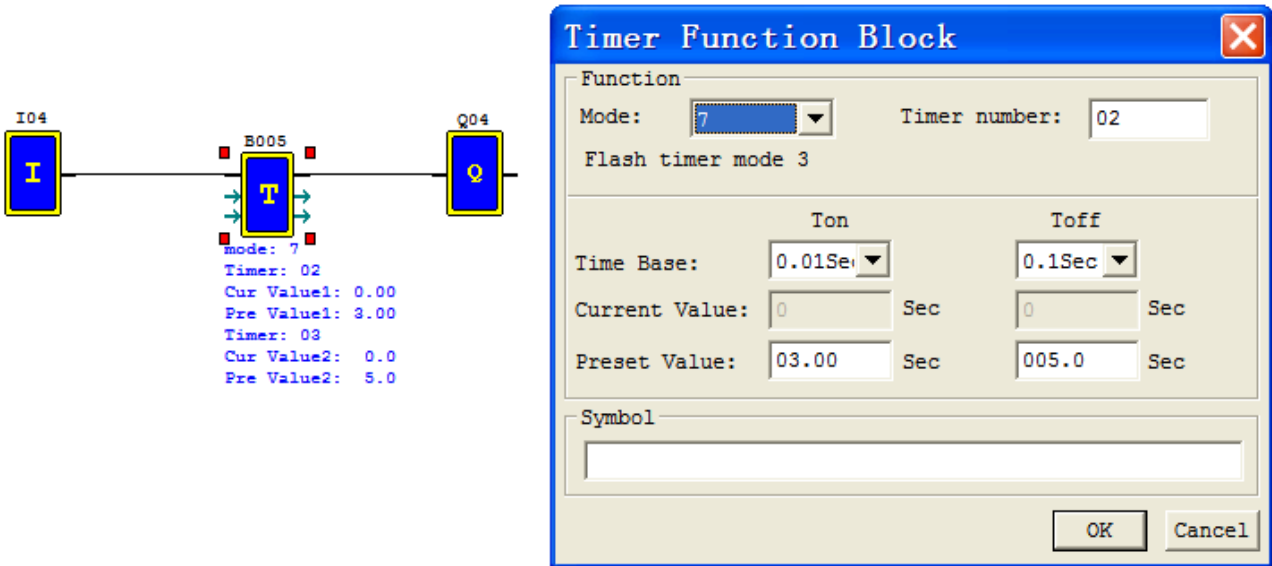 I04
I
B005
T
Q04
Q
mode: 7
Timer: 02
Cur Value1: 0.00
Pre Value1: 3.00
Timer: 03
Cur Value2: 0.0
Pre Value2: 5.0
Timer Function Block
Function
Mode: 7 Timer number: 02
Flash timer mode 3
Ton Toff
Time Base: 0.01Se 0.1Sec
Current Value: 0 Sec 0 Sec
Preset Value: 03.00 Sec 005.0 Sec
Symbol
OK Cancel